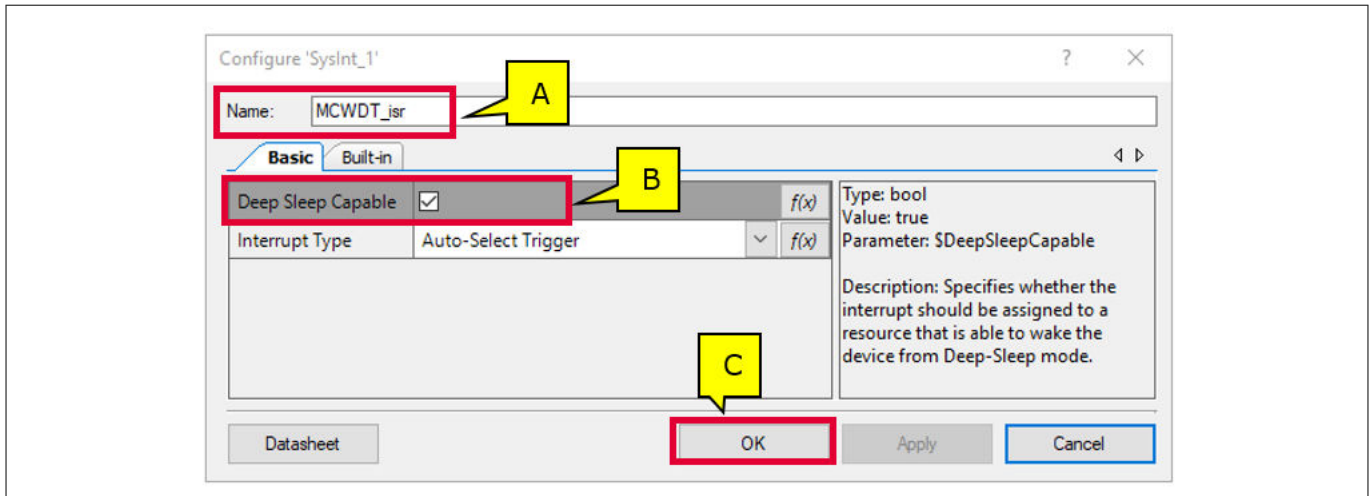 Configure 'SysInt_1'
?
Name:
MCWDT_isr
A
Basic
Built-in
B
Deep Sleep Capable
f(x)
Interrupt Type
Auto-Select Trigger
f(x)
Type: bool
Value: true
Parameter: $DeepSleepCapable
Description: Specifies whether the
interrupt should be assigned to a
resource that is able to wake the
device from Deep-Sleep mode.
C
Datasheet
OK
Apply
Cancel